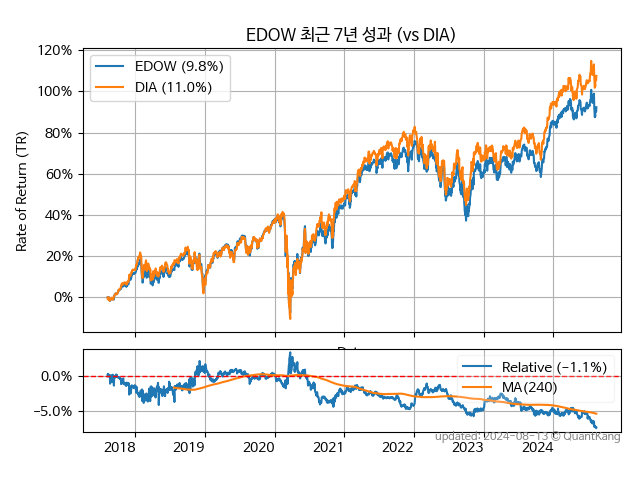 EDOW 최근 7년 성과 (vs DIA)
Rate of Return (TR)
120%
100%
80%
60%
40%
20%
0%
EDOW (9.8%)
DIA (11.0%)
0.0%
−5.0%
Relative (−1.1%)
MA(240)
2018 2019 2020 2021 2022 2023 2024
updated: 2024-08-13 © QuantKang